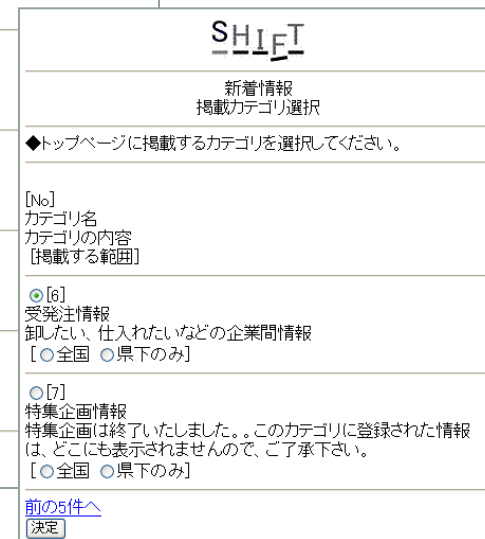 SHIFT
新着情報
掲載カテゴリ選択
◆トップページに掲載するカテゴリを選択してください。
[No]
カテゴリ名
カテゴリの内容
[掲載する範囲]
[6]
受発注情報
卸したい、仕入れたいなどの企業間情報
[○全国 ○県下のみ]
[7]
特集企画情報
特集企画は終了いたしました。。このカテゴリに登録された情報
は、どこにも表示されませんので、ご了承下さい。
[○全国 ○県下のみ]
前の5件へ
決定